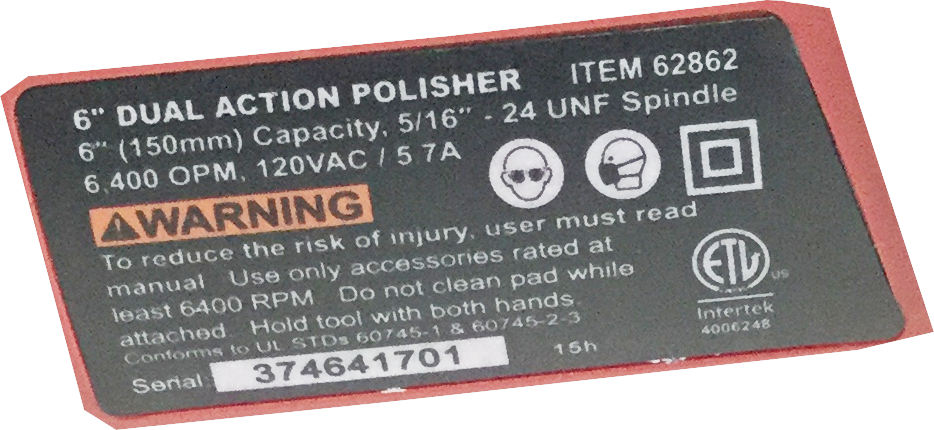 6" DUAL ACTION POLISHER ITEM 62862
6" (150mm) Capacity, 5/16" - 24 UNF Spindle
6,400 OPM, 120VAC / 5.7A
WARNING
To reduce the risk of injury, user must read
manual. Use only accessories rated at
least 6400 RPM. Do not clean pad while
attached. Hold tool with both hands.
Conforms to UL STDs 60745-1 & 60745-2-3
Serial: 374641701 15h
ETL US
Intertek
4006248